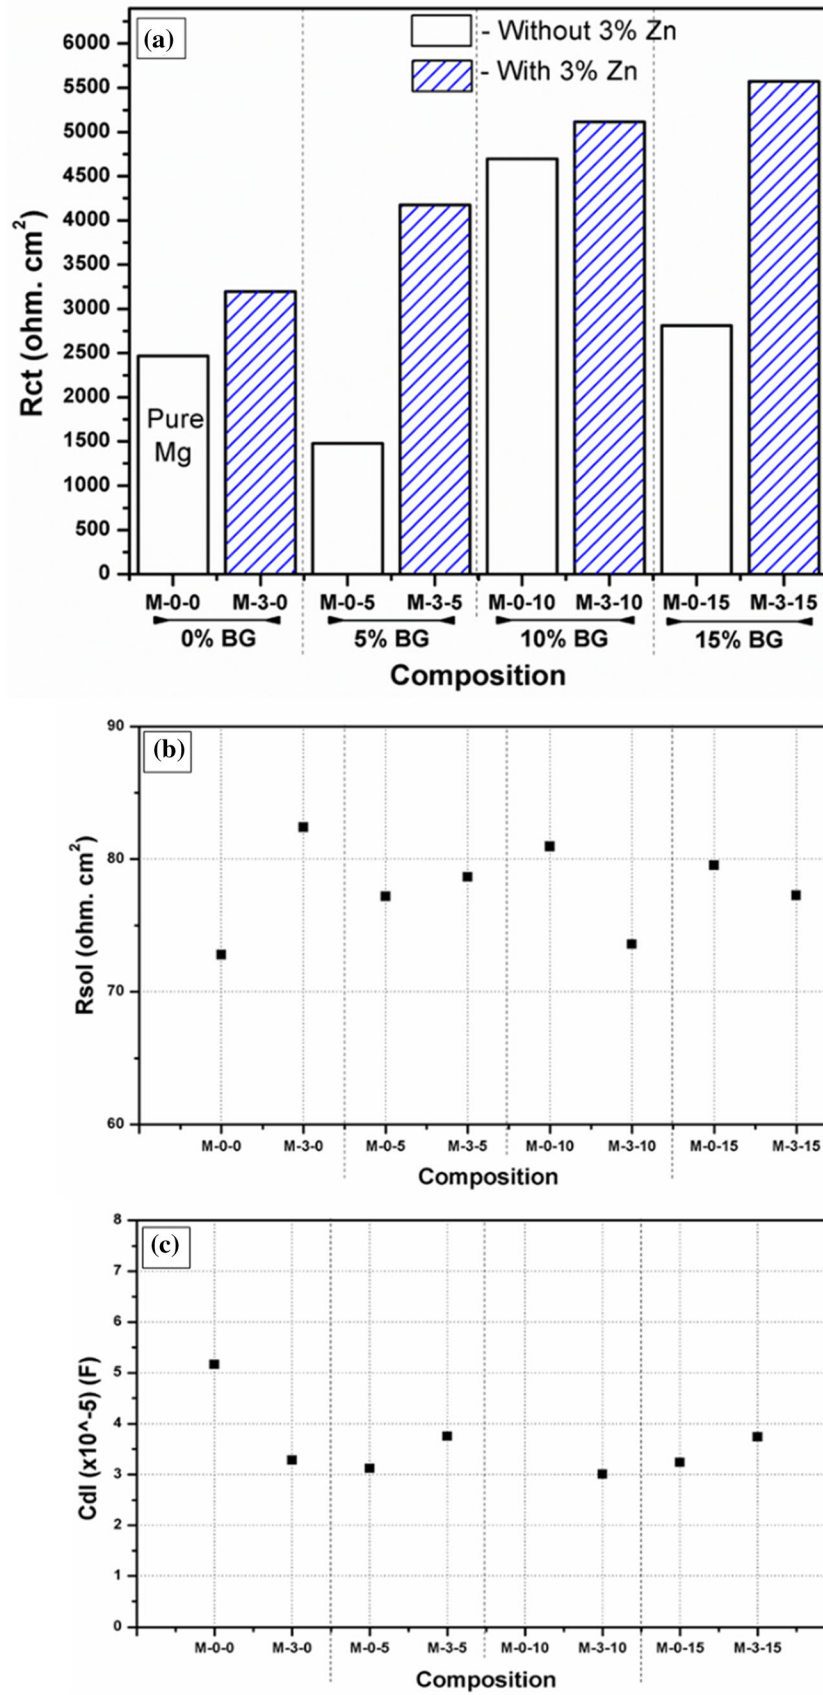 (a)
- Without 3% Zn
- With 3% Zn
6000
5500
5000
4500
4000
3500
3000
2500
2000
1500
1000
500
0
Rct (ohm. cm²)
Pure
Mg
M-0-0 M-3-0 M-0-5 M-3-5 M-0-10 M-3-10 M-0-15 M-3-15
0% BG 5% BG 10% BG 15% BG
Composition
(b)
90
80
70
60
Rsol (ohm. cm²)
M-0-0 M-3-0 M-0-5 M-3-5 M-0-10 M-3-10 M-0-15 M-3-15
Composition
(c)
8
7
6
5
4
3
2
1
0
Cdl (x10^-5) (F)
M-0-0 M-3-0 M-0-5 M-3-5 M-0-10 M-3-10 M-0-15 M-3-15
Composition